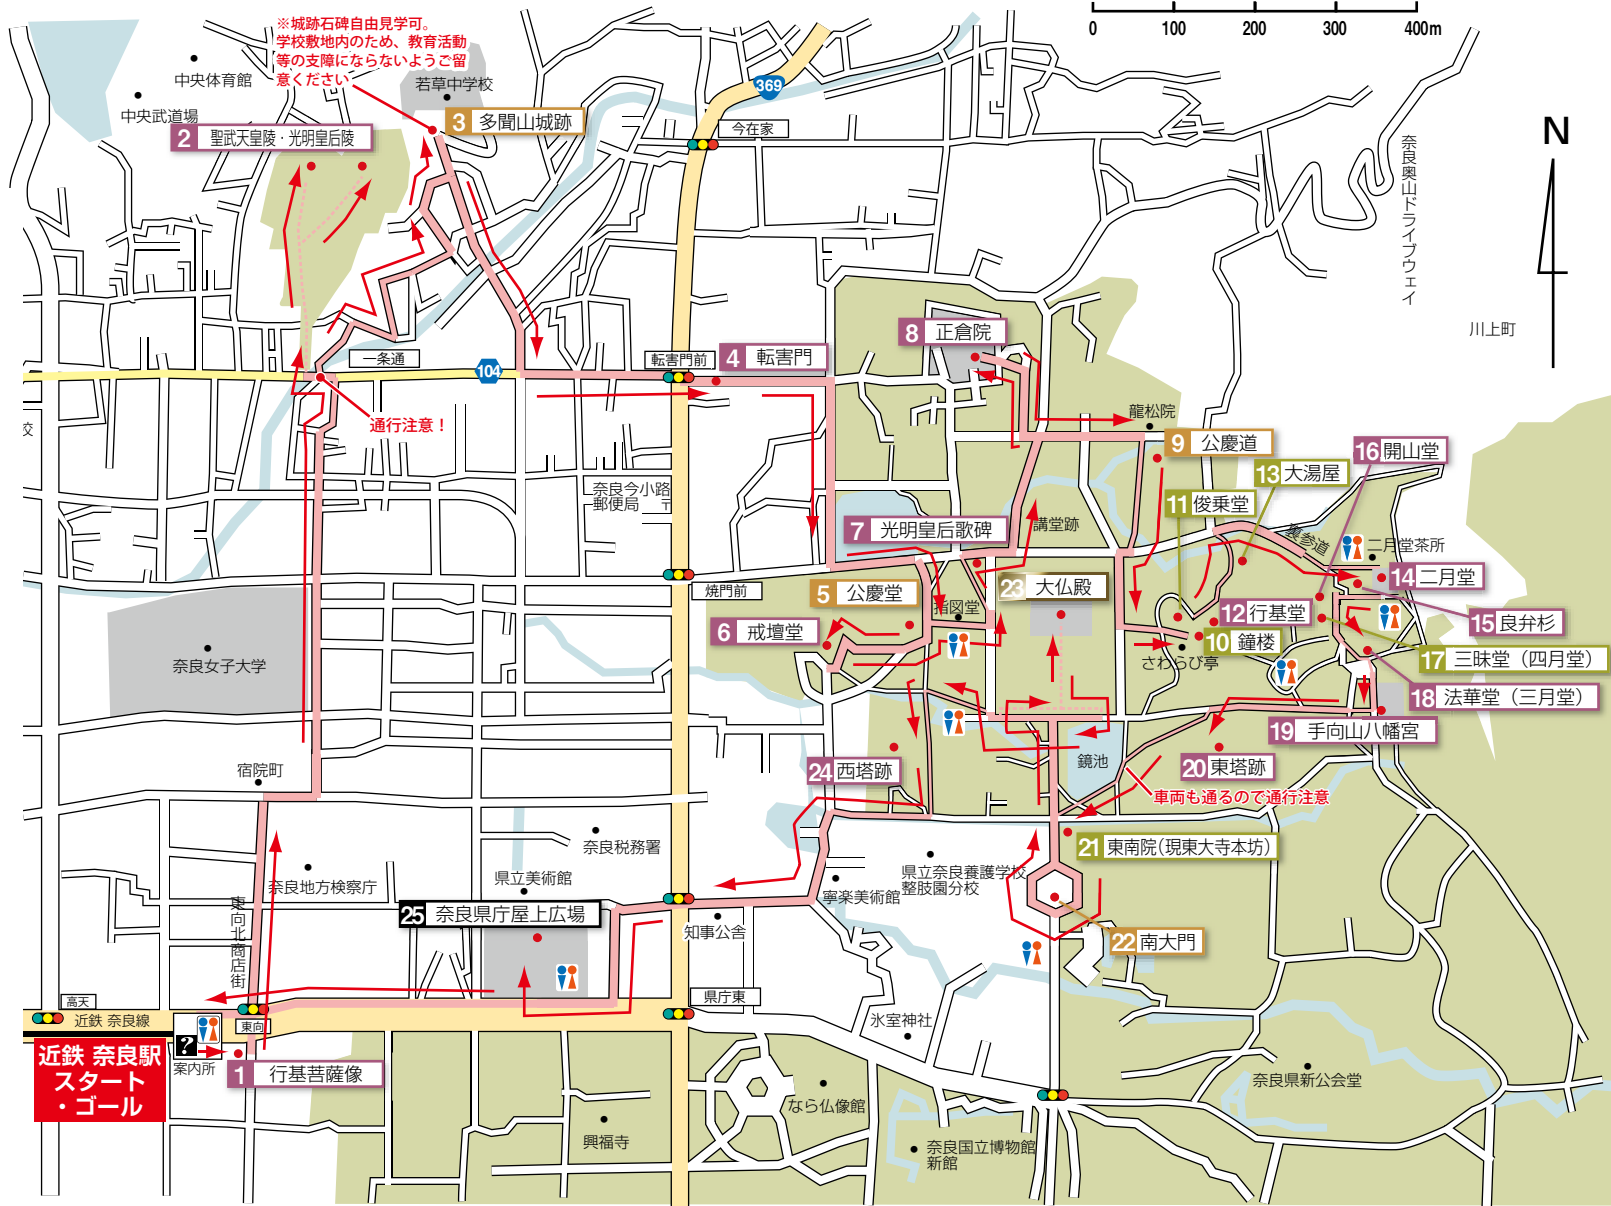 ※城跡石碑自由見学可。
学校敷地内のため、教育活動
等の支障にならないようご留
意ください
0 100 200 300 400m
369
N
中央体育館
中央武道場
若草中学校
2 聖武天皇陵・光明皇后陵
3 多聞山城跡
今在家
奈良奥山ドライブウェイ
川上町
一条通
104
転害門前
4 転害門
8 正倉院
通行注意！
校
龍松院
9 公慶道
16 開山堂
13 大湯屋
11 俊乗堂
奈良今小路
郵便局 〒
7 光明皇后歌碑
講堂跡
裏参道
二月堂茶所
14 二月堂
焼門前
5 公慶堂
指図堂
23 大仏殿
12 行基堂
15 良弁杉
6 戒壇堂
10 鐘楼
さわらび亭
17 三昧堂（四月堂）
18 法華堂（三月堂）
奈良女子大学
19 手向山八幡宮
20 東塔跡
鏡池
24 西塔跡
車両も通るので通行注意
宿院町
奈良税務署
21 東南院（現東大寺本坊）
県立奈良養護学校
整肢園分校
奈良地方検察庁
県立美術館
寧楽美術館
東向北商店街
25 奈良県庁屋上広場
知事公舎
22 南大門
高天
近鉄 奈良線
東向
県庁東
氷室神社
近鉄 奈良駅
スタート
・ゴール
?
案内所
1 行基菩薩像
奈良県新公会堂
なら仏像館
興福寺
奈良国立博物館
新館